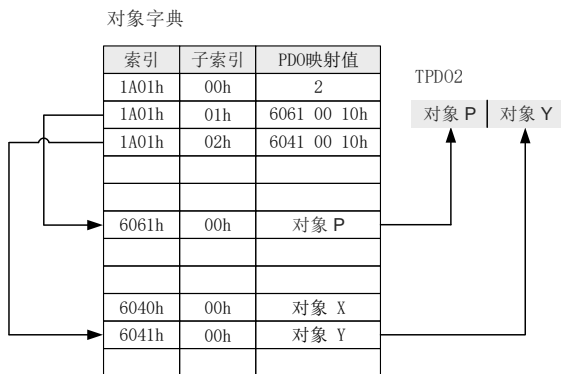 对象字典
索引 子索引 PDO映射值
1A01h 00h 2
1A01h 01h 6061 00 10h
1A01h 02h 6041 00 10h
6061h 00h 对象 P
6040h 00h 对象 X
6041h 00h 对象 Y
TPDO2
对象 P 对象 Y